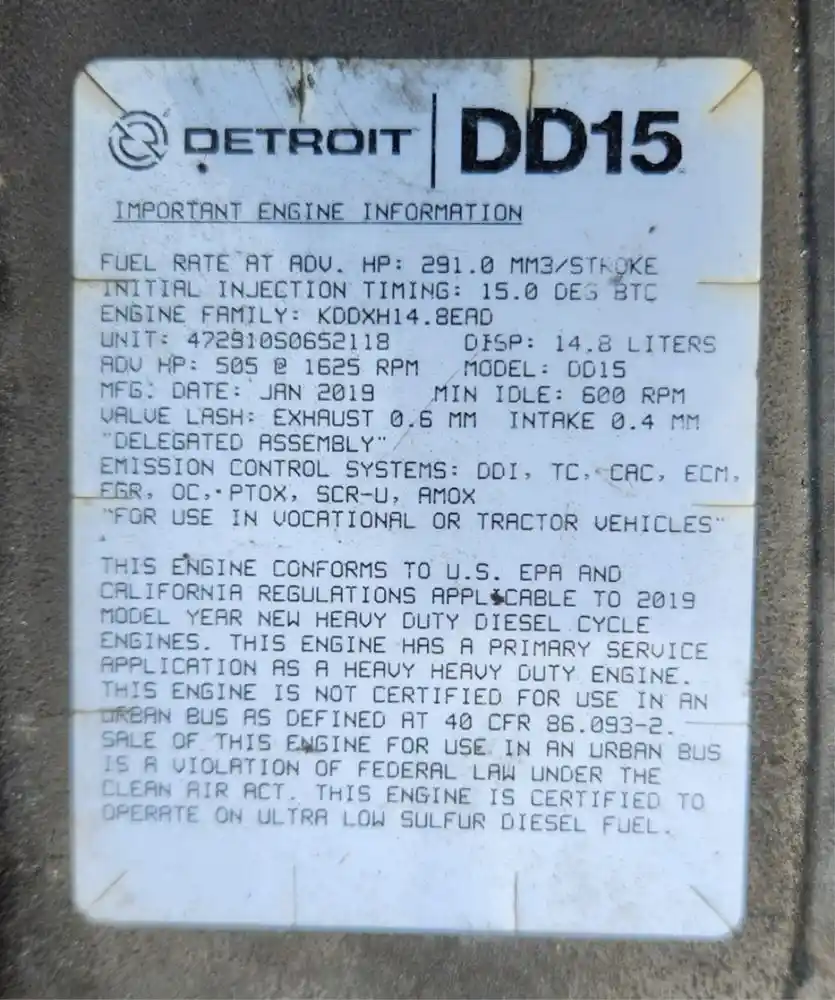 DETROIT | DD15
IMPORTANT ENGINE INFORMATION
FUEL RATE AT ADV. HP: 291.0 MM3/STROKE
INITIAL INJECTION TIMING: 15.0 DEG BTC
ENGINE FAMILY: KDDXH14.8EAD
UNIT: 472910S0652118 DISP: 14.8 LITERS
ADV HP: 505 @ 1625 RPM MODEL: DD15
MFG. DATE: JAN 2019 MIN IDLE: 600 RPM
VALVE LASH: EXHAUST 0.6 MM INTAKE 0.4 MM
"DELEGATED ASSEMBLY"
EMISSION CONTROL SYSTEMS: DDI, TC, CAC, ECM,
EGR, OC, PTOX, SCR-U, AMOX
"FOR USE IN VOCATIONAL OR TRACTOR VEHICLES"
THIS ENGINE CONFORMS TO U.S. EPA AND
CALIFORNIA REGULATIONS APPLICABLE TO 2019
MODEL YEAR NEW HEAVY DUTY DIESEL CYCLE
ENGINES. THIS ENGINE HAS A PRIMARY SERVICE
APPLICATION AS A HEAVY HEAVY DUTY ENGINE.
THIS ENGINE IS NOT CERTIFIED FOR USE IN AN
URBAN BUS AS DEFINED AT 40 CFR 86.093-2.
SALE OF THIS ENGINE FOR USE IN AN URBAN BUS
IS A VIOLATION OF FEDERAL LAW UNDER THE
CLEAN AIR ACT. THIS ENGINE IS CERTIFIED TO
OPERATE ON ULTRA LOW SULFUR DIESEL FUEL.